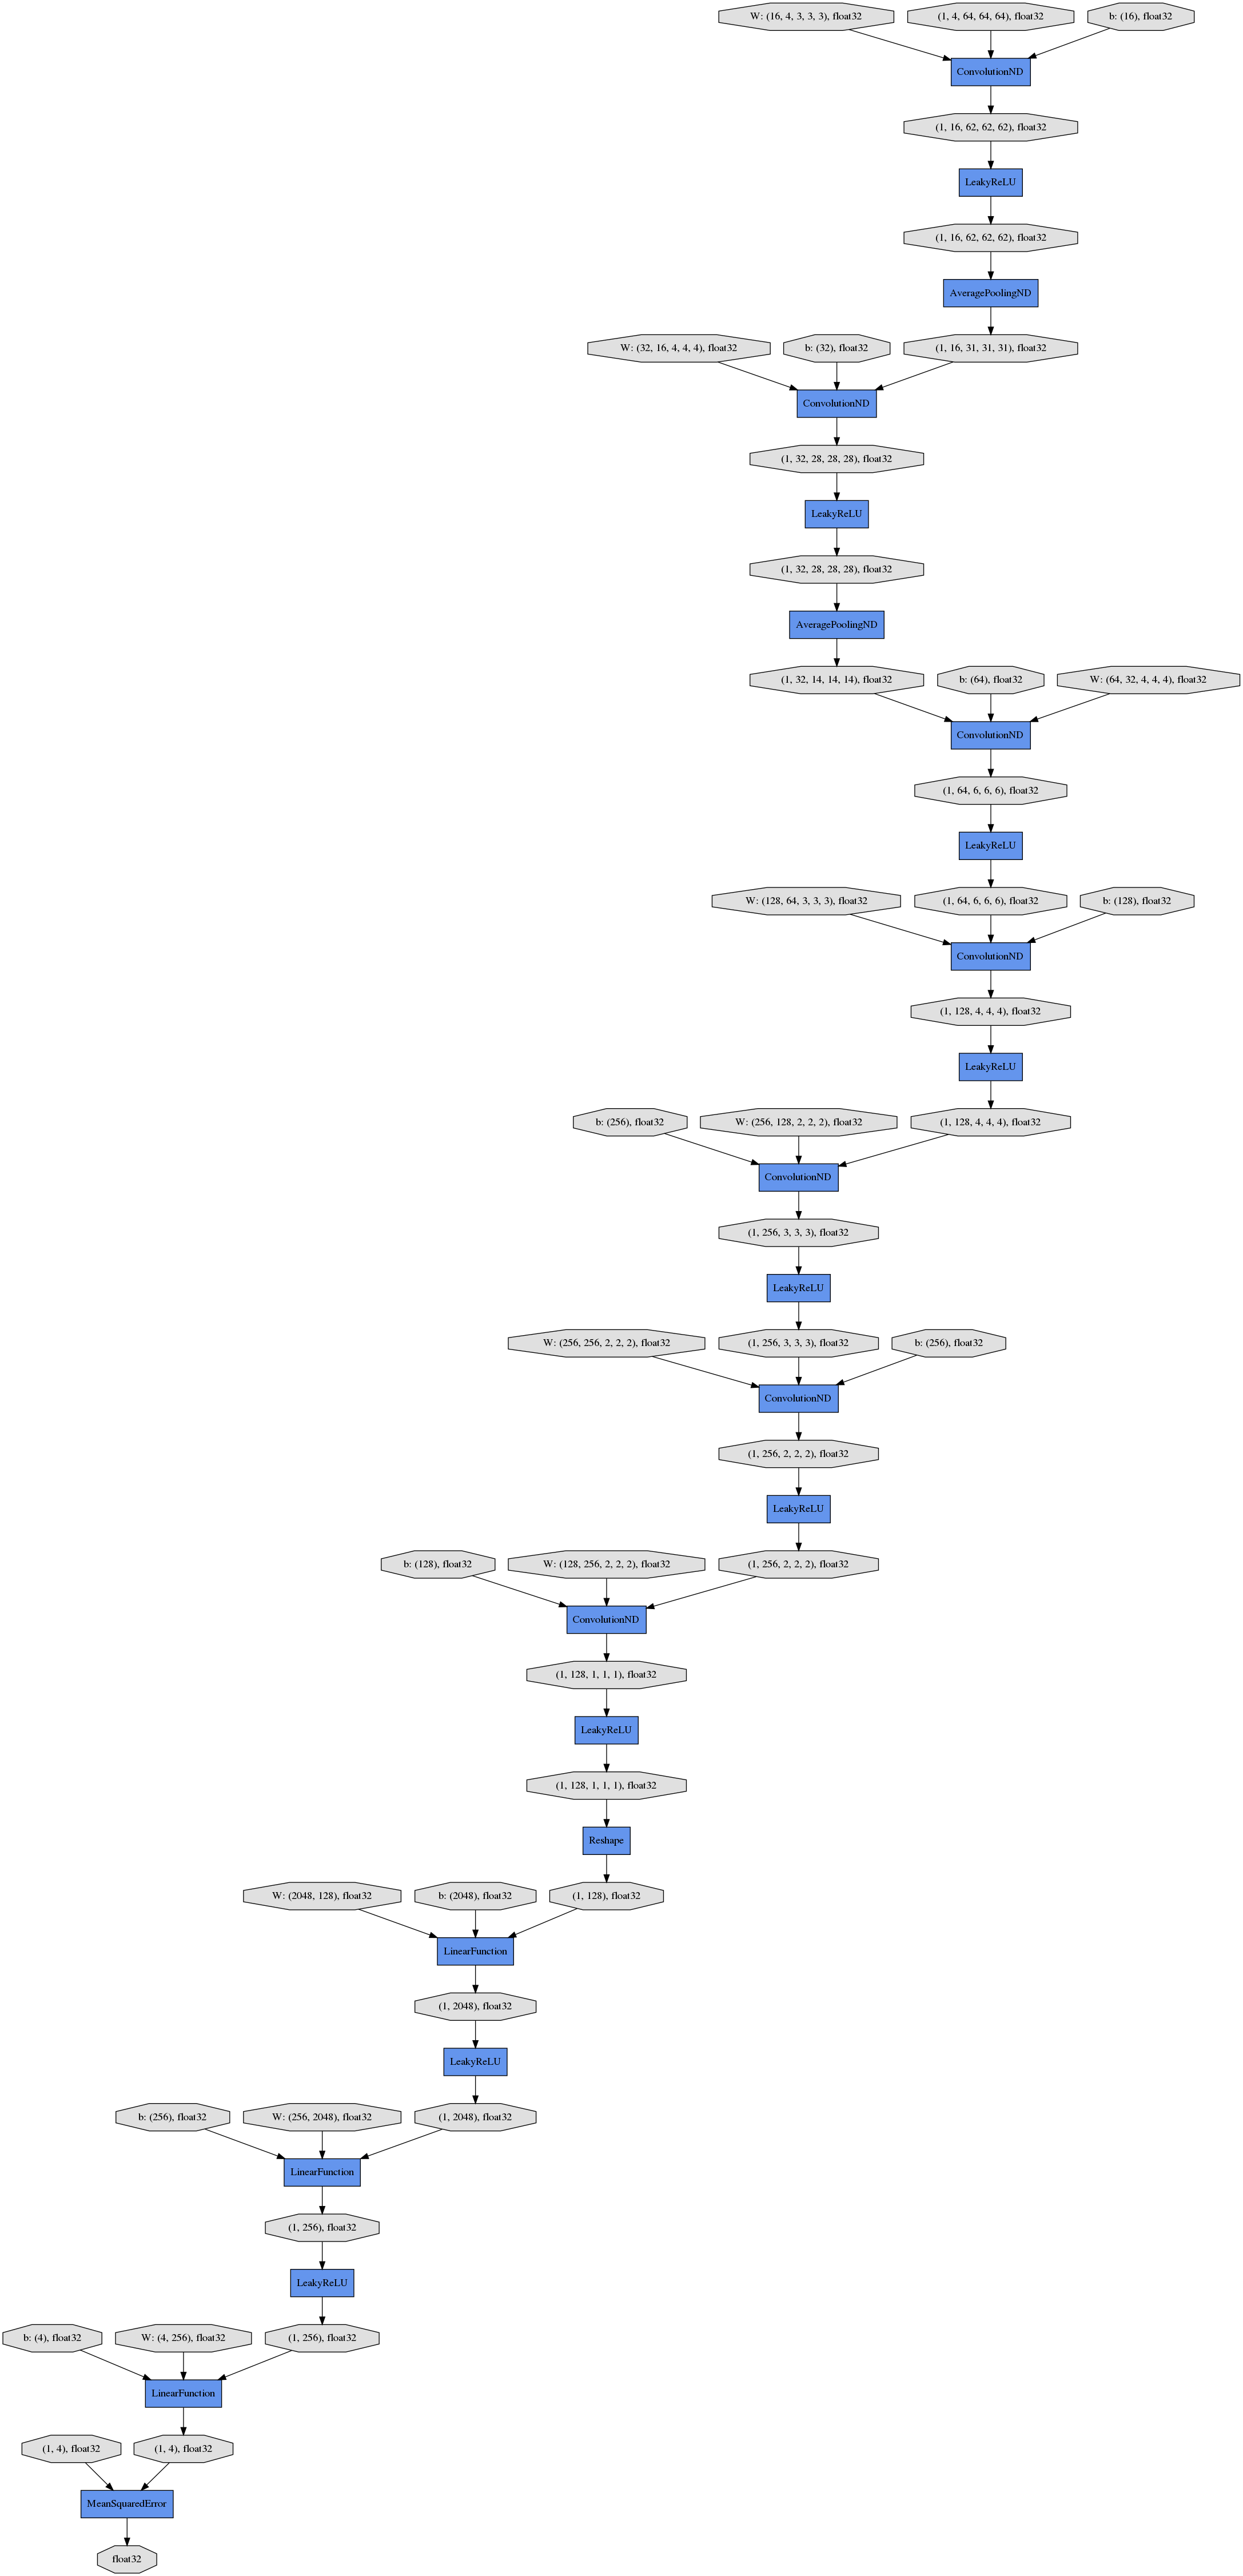 W: (16, 4, 3, 3, 3), float32
(1, 4, 64, 64, 64), float32
b: (16), float32
ConvolutionND
(1, 16, 62, 62, 62), float32
LeakyReLU
(1, 16, 62, 62, 62), float32
AveragePoolingND
W: (32, 16, 4, 4, 4), float32
b: (32), float32
(1, 16, 31, 31, 31), float32
ConvolutionND
(1, 32, 28, 28, 28), float32
LeakyReLU
(1, 32, 28, 28, 28), float32
AveragePoolingND
(1, 32, 14, 14, 14), float32
b: (64), float32
W: (64, 32, 4, 4, 4), float32
ConvolutionND
(1, 64, 6, 6, 6), float32
LeakyReLU
W: (128, 64, 3, 3, 3), float32
(1, 64, 6, 6, 6), float32
b: (128), float32
ConvolutionND
(1, 128, 4, 4, 4), float32
LeakyReLU
b: (256), float32
W: (256, 128, 2, 2, 2), float32
(1, 128, 4, 4, 4), float32
ConvolutionND
(1, 256, 3, 3, 3), float32
LeakyReLU
W: (256, 256, 2, 2, 2), float32
(1, 256, 3, 3, 3), float32
b: (256), float32
ConvolutionND
(1, 256, 2, 2, 2), float32
LeakyReLU
b: (128), float32
W: (128, 256, 2, 2, 2), float32
(1, 256, 2, 2, 2), float32
ConvolutionND
(1, 128, 1, 1, 1), float32
LeakyReLU
(1, 128, 1, 1, 1), float32
Reshape
W: (2048, 128), float32
b: (2048), float32
(1, 128), float32
LinearFunction
(1, 2048), float32
LeakyReLU
b: (256), float32
W: (256, 2048), float32
(1, 2048), float32
LinearFunction
(1, 256), float32
LeakyReLU
b: (4), float32
W: (4, 256), float32
(1, 256), float32
LinearFunction
(1, 4), float32
(1, 4), float32
MeanSquaredError
float32